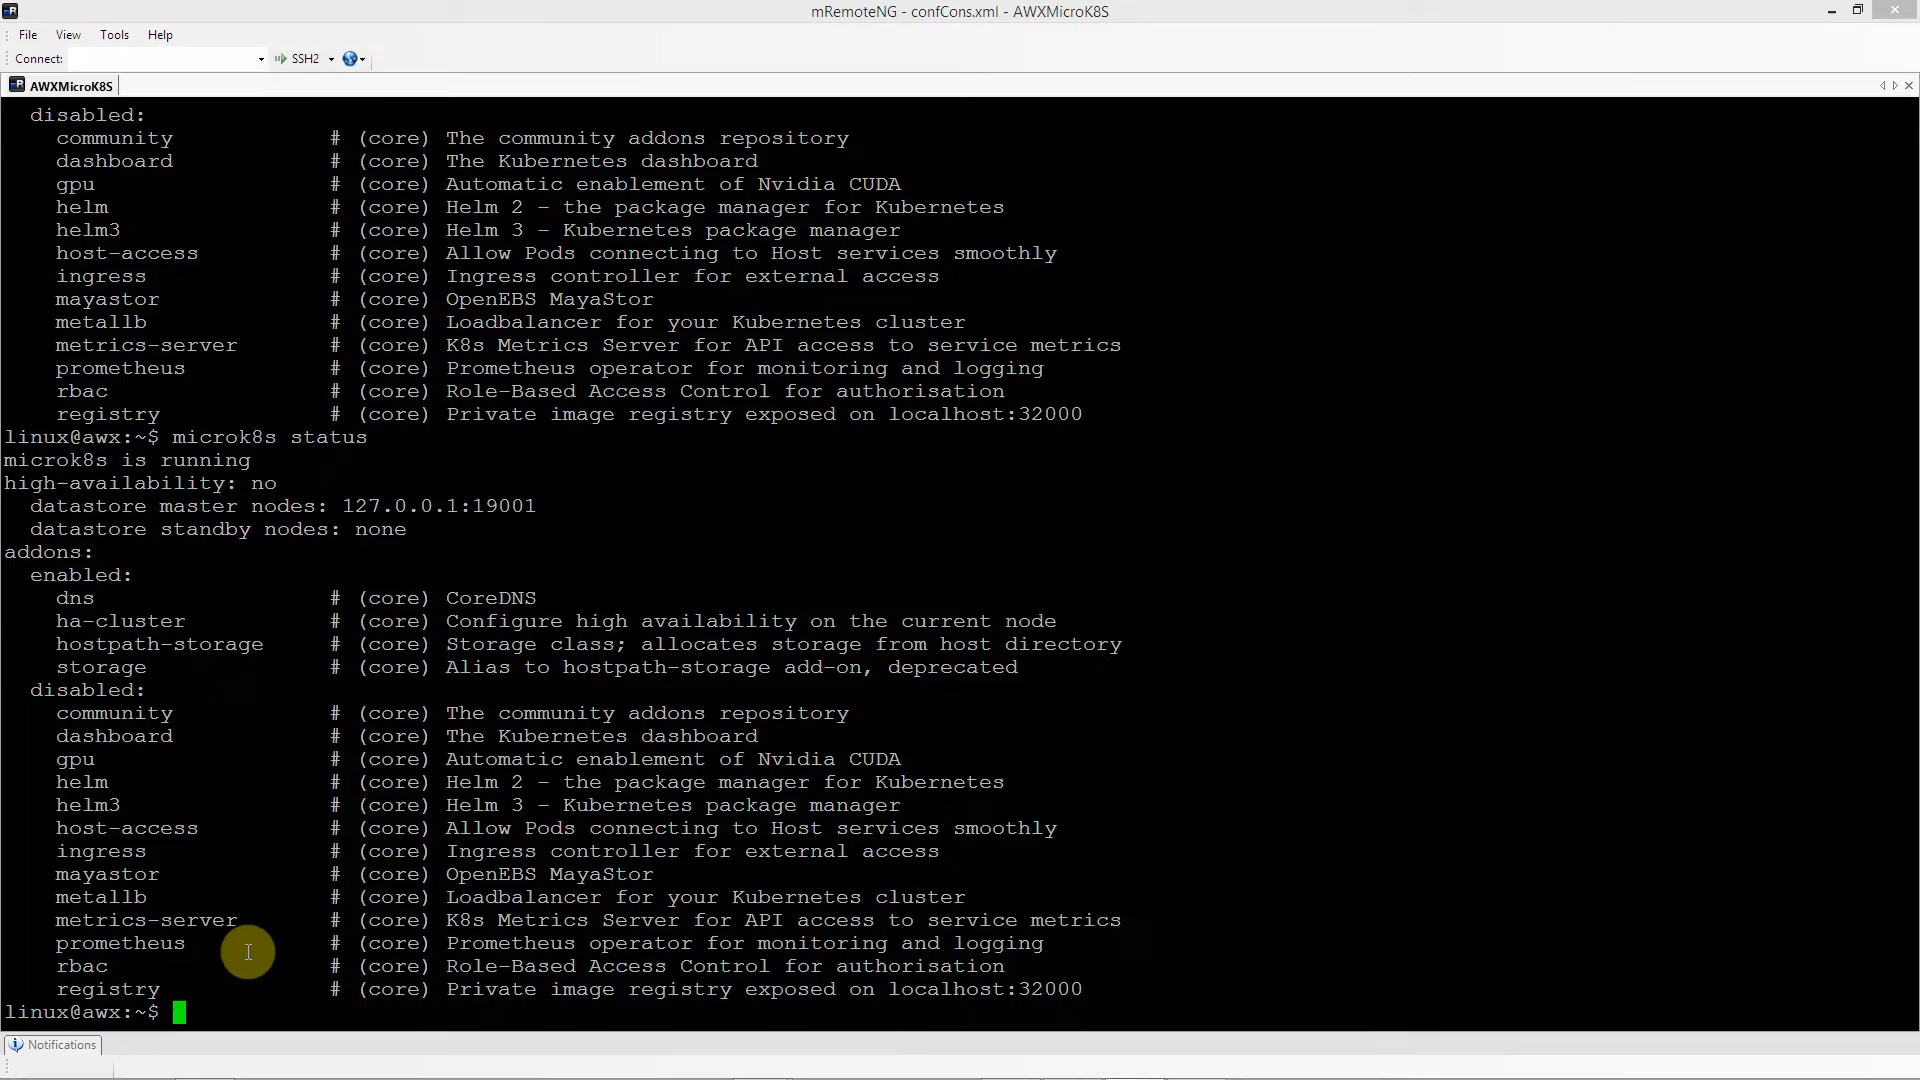 mRemoteNG - confCons.xml - AWXMicroK8S
File View Tools Help
Connect: SSH2
AWXMicroK8S
disabled:
community # (core) The community addons repository
dashboard # (core) The Kubernetes dashboard
gpu # (core) Automatic enablement of Nvidia CUDA
helm # (core) Helm 2 - the package manager for Kubernetes
helm3 # (core) Helm 3 - Kubernetes package manager
host-access # (core) Allow Pods connecting to Host services smoothly
ingress # (core) Ingress controller for external access
mayastor # (core) OpenEBS MayaStor
metallb # (core) Loadbalancer for your Kubernetes cluster
metrics-server # (core) K8s Metrics Server for API access to service metrics
prometheus # (core) Prometheus operator for monitoring and logging
rbac # (core) Role-Based Access Control for authorisation
registry # (core) Private image registry exposed on localhost:32000
linux@awx:~$ microk8s status
microk8s is running
high-availability: no
datastore master nodes: 127.0.0.1:19001
datastore standby nodes: none
addons:
enabled:
dns # (core) CoreDNS
ha-cluster # (core) Configure high availability on the current node
hostpath-storage # (core) Storage class; allocates storage from host directory
storage # (core) Alias to hostpath-storage add-on, deprecated
disabled:
community # (core) The community addons repository
dashboard # (core) The Kubernetes dashboard
gpu # (core) Automatic enablement of Nvidia CUDA
helm # (core) Helm 2 - the package manager for Kubernetes
helm3 # (core) Helm 3 - Kubernetes package manager
host-access # (core) Allow Pods connecting to Host services smoothly
ingress # (core) Ingress controller for external access
mayastor # (core) OpenEBS MayaStor
metallb # (core) Loadbalancer for your Kubernetes cluster
metrics-server # (core) K8s Metrics Server for API access to service metrics
prometheus # (core) Prometheus operator for monitoring and logging
rbac # (core) Role-Based Access Control for authorisation
registry # (core) Private image registry exposed on localhost:32000
linux@awx:~$
Notifications